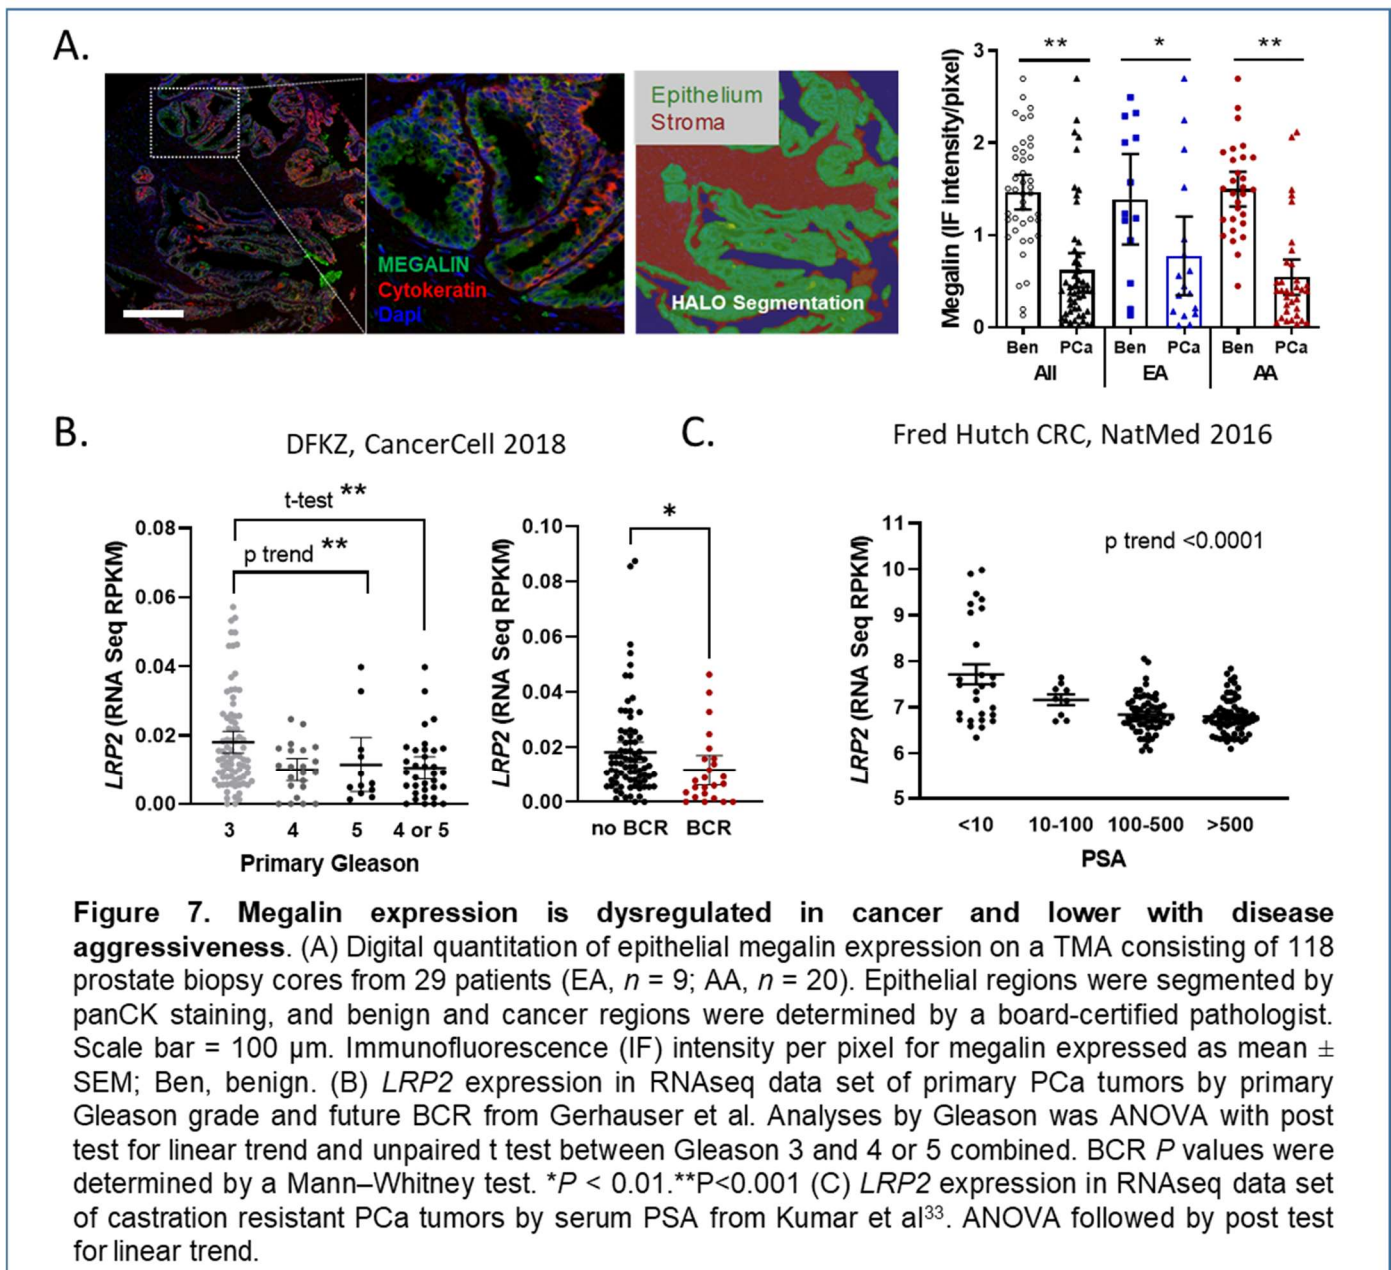 A.
MEGALIN
Cytokeratin
Dapi
Epithelium
Stroma
HALO Segmentation
Megalin (IF intensity/pixel)
3
2
1
0
** * **
Ben PCa Ben PCa Ben PCa
All EA AA
B.
DFKZ, CancerCell 2018
LRP2 (RNA Seq RPKM)
0.08
0.06
0.04
0.02
0.00
t-test **
p trend **
3 4 5 4 or 5
Primary Gleason
LRP2 (RNA Seq RPKM)
0.10
0.08
0.06
0.04
0.02
0.00
*
no BCR BCR
C.
Fred Hutch CRC, NatMed 2016
LRP2 (RNA Seq RPKM)
11
10
9
8
7
6
5
p trend <0.0001
<10 10-100 100-500 >500
PSA
Figure 7. Megalin expression is dysregulated in cancer and lower with disease
aggressiveness. (A) Digital quantitation of epithelial megalin expression on a TMA consisting of 118
prostate biopsy cores from 29 patients (EA, n = 9; AA, n = 20). Epithelial regions were segmented by
panCK staining, and benign and cancer regions were determined by a board-certified pathologist.
Scale bar = 100 µm. Immunofluorescence (IF) intensity per pixel for megalin expressed as mean ±
SEM; Ben, benign. (B) LRP2 expression in RNAseq data set of primary PCa tumors by primary
Gleason grade and future BCR from Gerhauser et al. Analyses by Gleason was ANOVA with post
test for linear trend and unpaired t test between Gleason 3 and 4 or 5 combined. BCR P values were
determined by a Mann–Whitney test. *P < 0.01.**P<0.001 (C) LRP2 expression in RNAseq data set
of castration resistant PCa tumors by serum PSA from Kumar et al³³. ANOVA followed by post test
for linear trend.